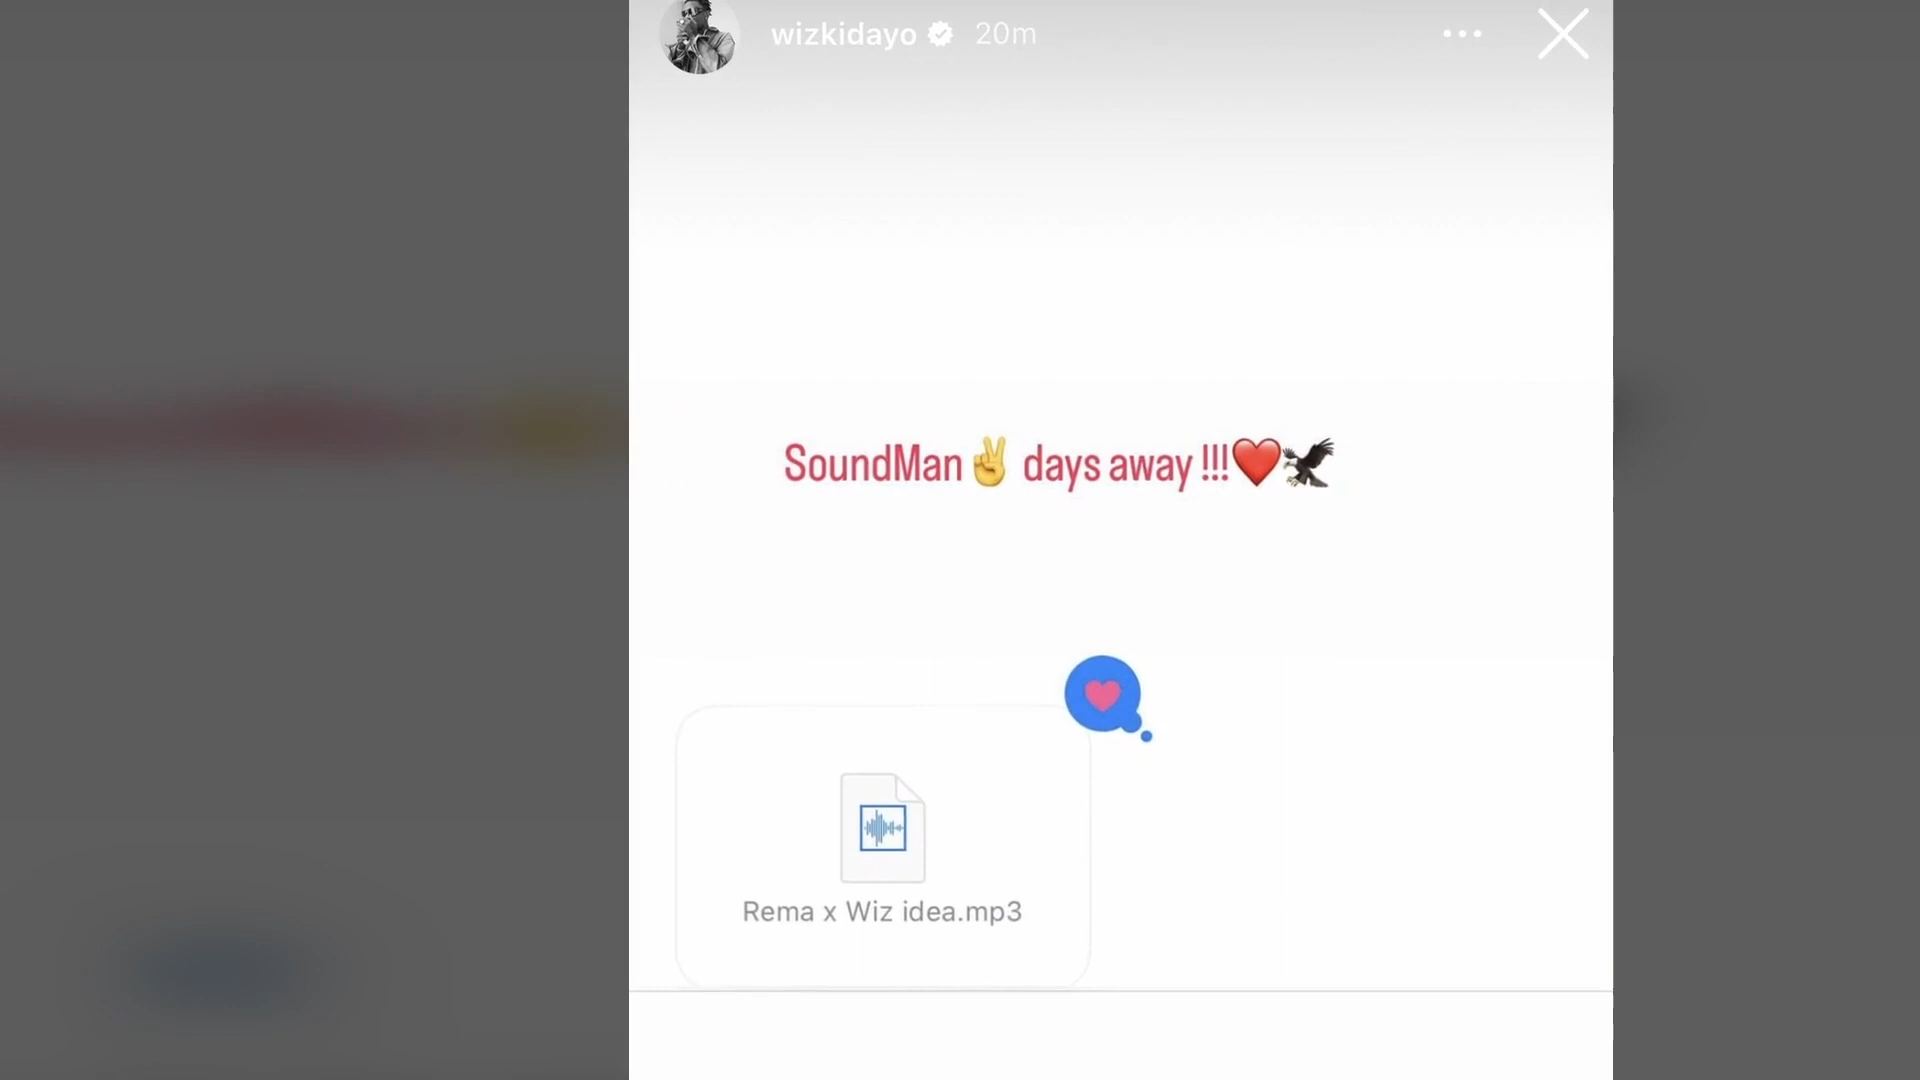 wizkidayo 20m
SoundMan✌️ days away !!!❤️🦅
Rema x Wiz idea.mp3